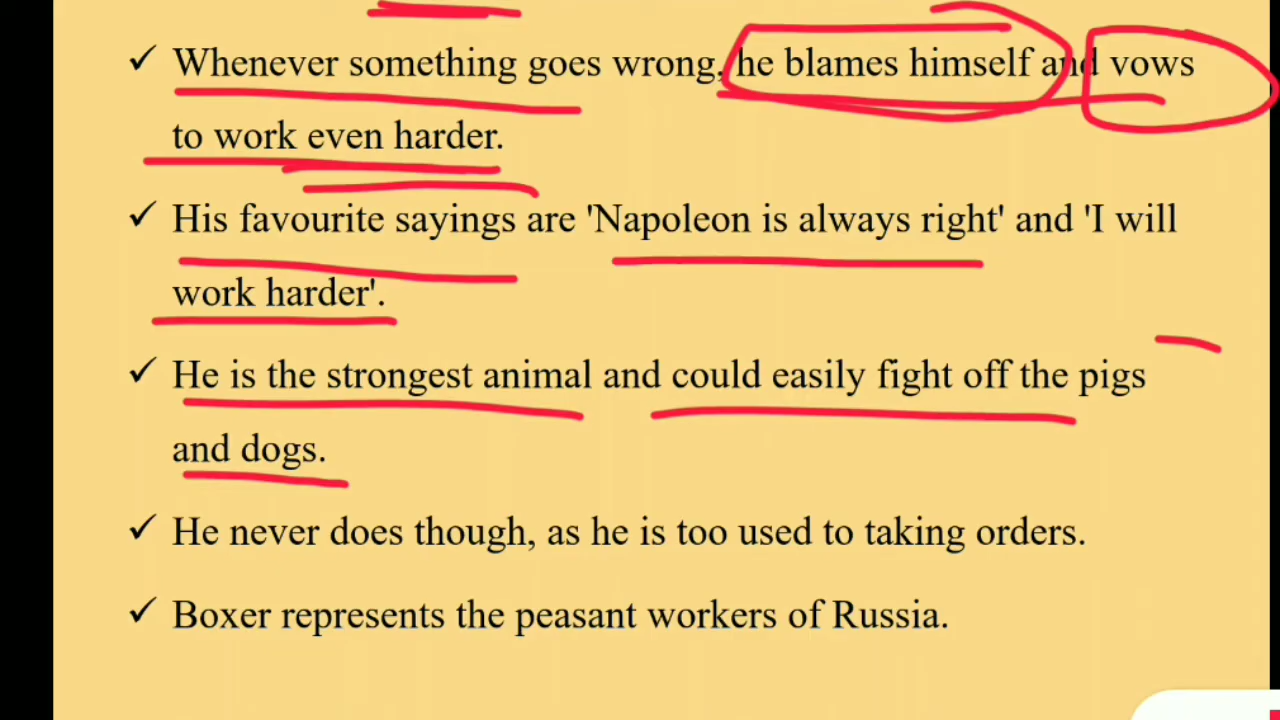 ✓ Whenever something goes wrong, he blames himself and vows
to work even harder.
✓ His favourite sayings are 'Napoleon is always right' and 'I will
work harder'.
✓ He is the strongest animal and could easily fight off the pigs
and dogs.
✓ He never does though, as he is too used to taking orders.
✓ Boxer represents the peasant workers of Russia.